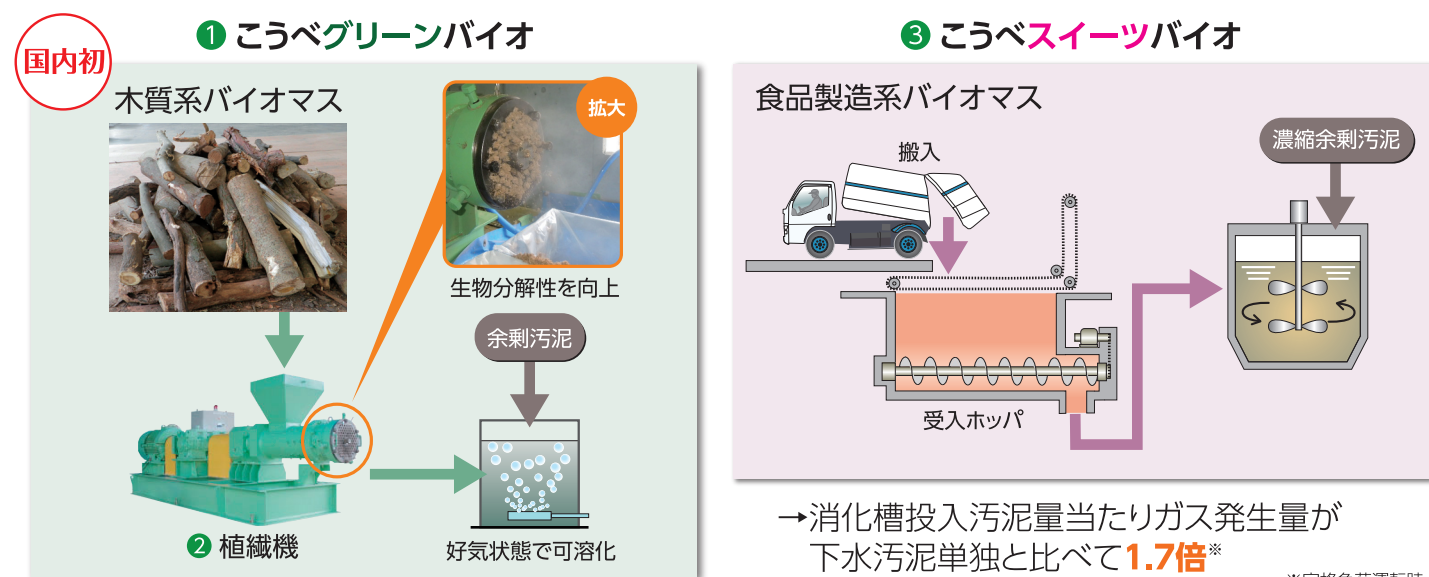 国内初
❶ こうべグリーンバイオ
木質系バイオマス
拡大
生物分解性を向上
余剰汚泥
❷ 植繊機
好気状態で可溶化
❸ こうべスイーツバイオ
食品製造系バイオマス
搬入
濃縮余剰汚泥
受入ホッパ
→消化槽投入汚泥量当たりガス発生量が
下水汚泥単独と比べて1.7倍※